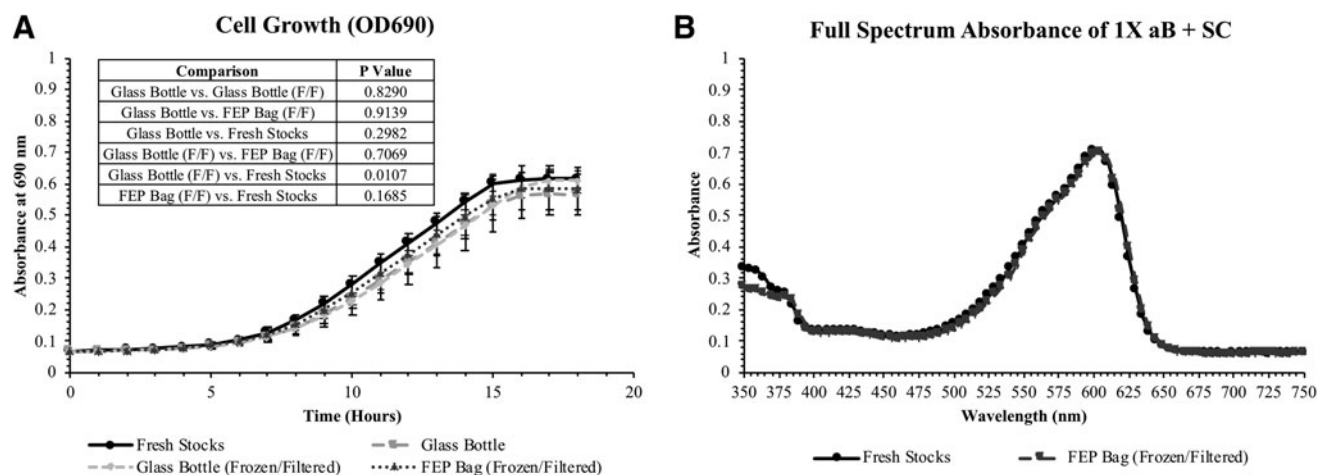 A
Cell Growth (OD690)
Comparison P Value
Glass Bottle vs. Glass Bottle (F/F) 0.8290
Glass Bottle vs. FEP Bag (F/F) 0.9139
Glass Bottle vs. Fresh Stocks 0.2982
Glass Bottle (F/F) vs. FEP Bag (F/F) 0.7069
Glass Bottle (F/F) vs. Fresh Stocks 0.0107
FEP Bag (F/F) vs. Fresh Stocks 0.1685
Absorbance at 690 nm
1
0.9
0.8
0.7
0.6
0.5
0.4
0.3
0.2
0.1
0
0 5 10 15 20
Time (Hours)
Fresh Stocks Glass Bottle
Glass Bottle (Frozen/Filtered) FEP Bag (Frozen/Filtered)
B
Full Spectrum Absorbance of 1X aB + SC
Absorbance
1
0.9
0.8
0.7
0.6
0.5
0.4
0.3
0.2
0.1
0
350 375 400 425 450 475 500 525 550 575 600 625 650 675 700 725 750
Wavelength (nm)
Fresh Stocks FEP Bag (Frozen/Filtered)